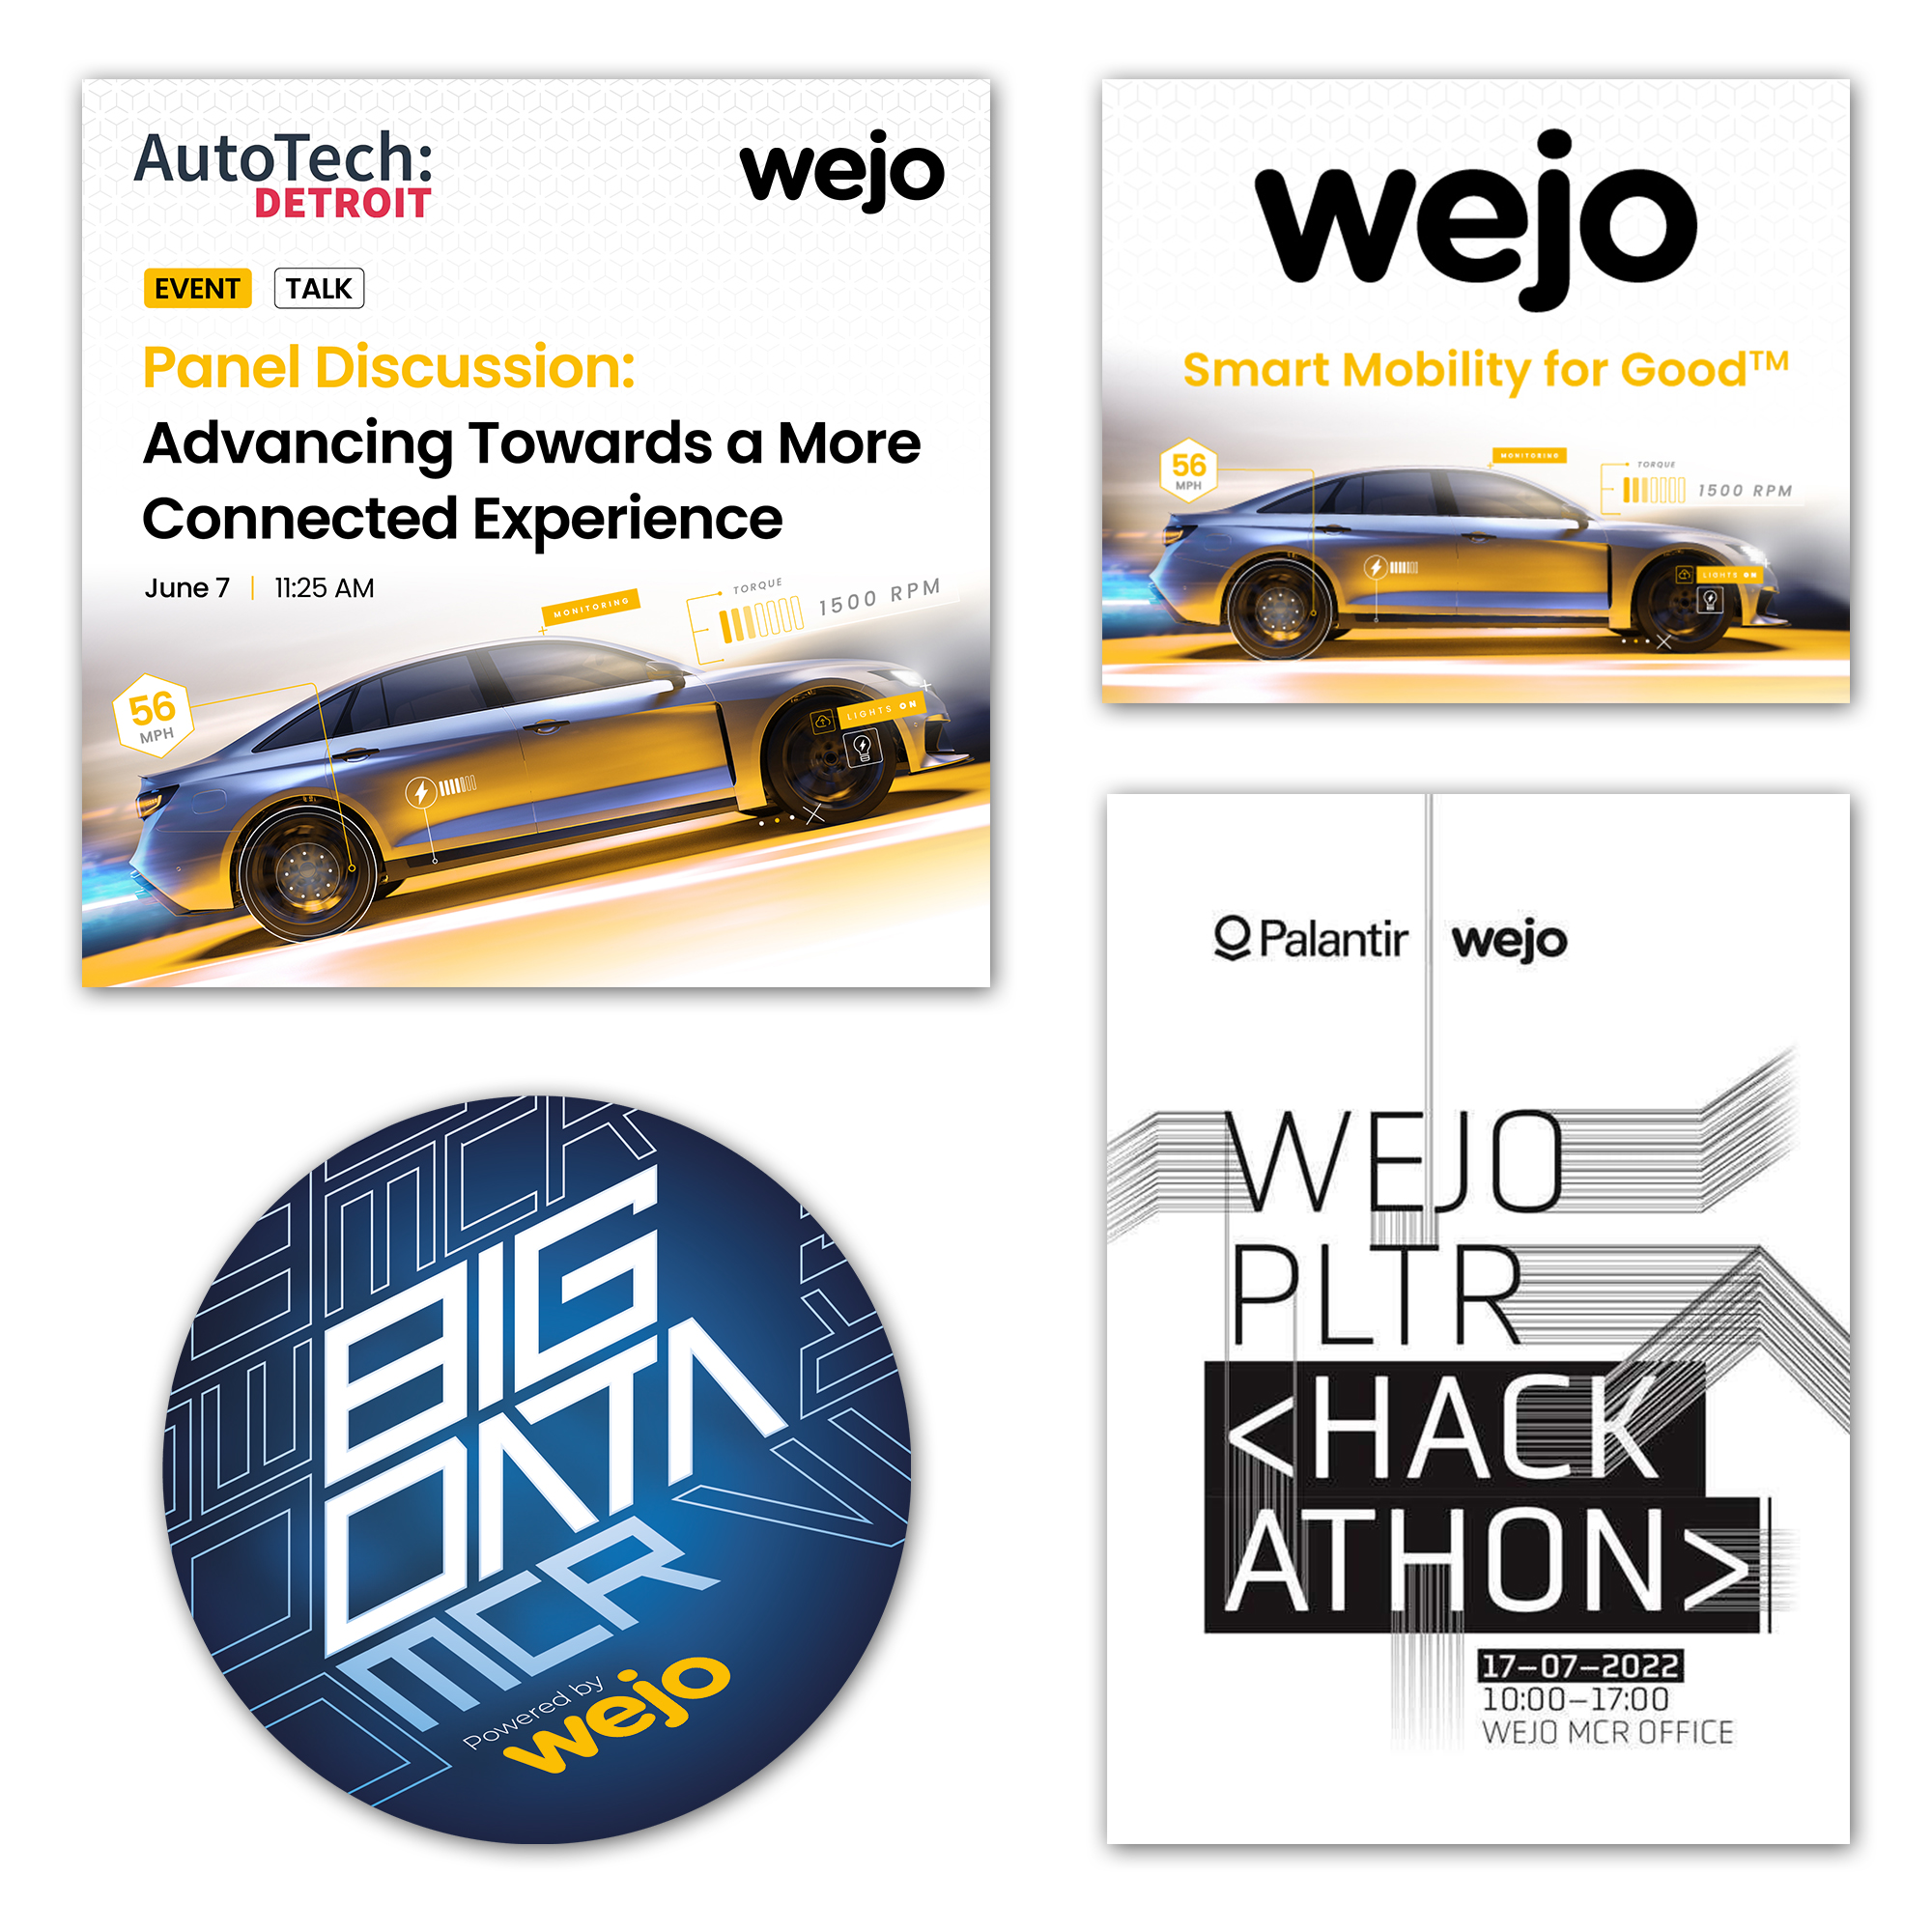 AutoTech:
DETROIT
wejo
EVENT TALK
Panel Discussion:
Advancing Towards a More
Connected Experience
June 7 | 11:25 AM
MONITORING
TORQUE
1500 RPM
56
MPH
LIGHTS ON
wejo
Smart Mobility for Good™
56
MPH
MONITORING
TORQUE
1500 RPM
LIGHTS ON
MCR
BIG
DATA
MCR
Powered by
wejo
Palantir wejo
WEJO
PLTR
<HACK
ATHON>
17–07–2022
10:00–17:00
WEJO MCR OFFICE